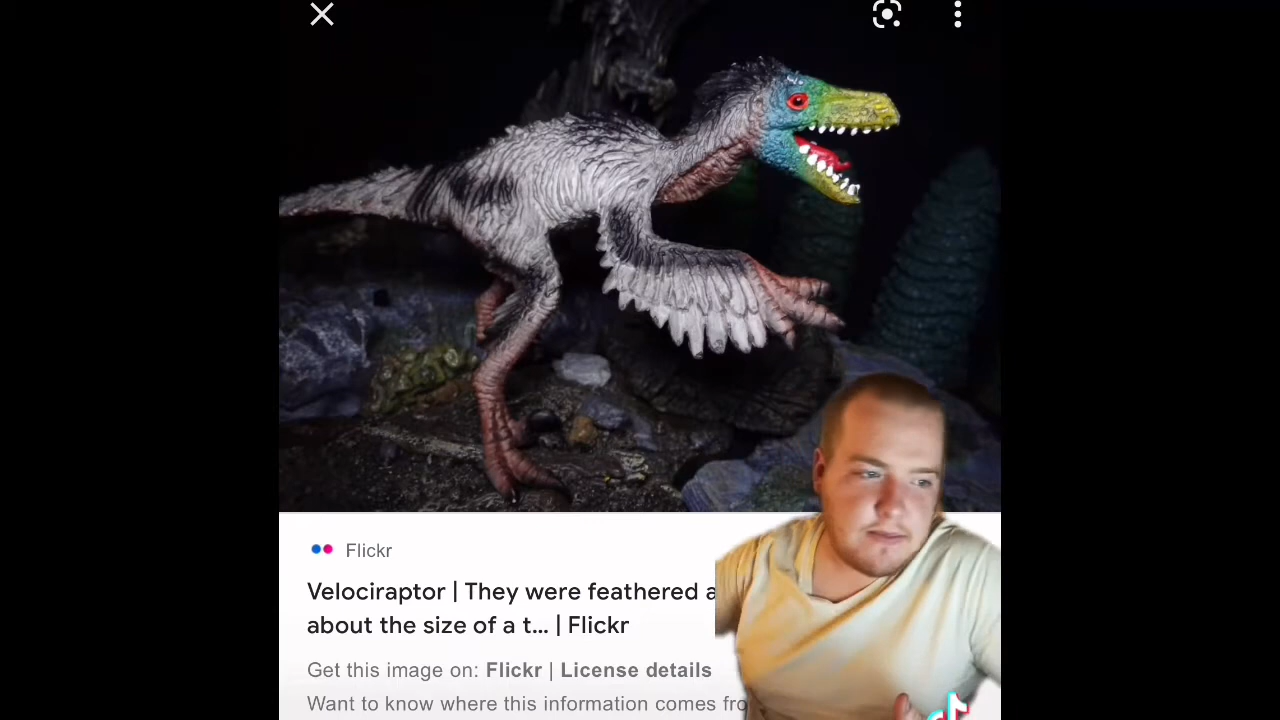 Flickr
Velociraptor | They were feathered a
about the size of a t... | Flickr
Get this image on: Flickr | License details
Want to know where this information comes fro